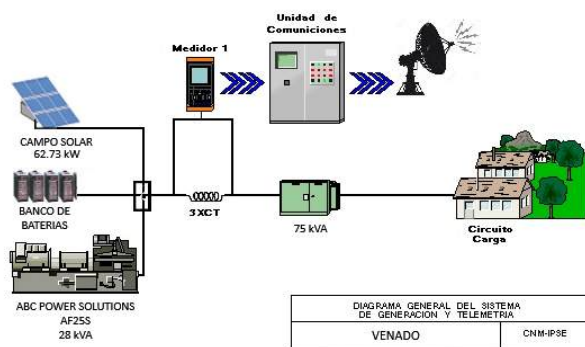 Unidad de
Comuniciones
Medidor 1
CAMPO SOLAR
62.73 kW
BANCO DE
BATERIAS
3XCT
75 kVA
Circuito
Carga
ABC POWER SOLUTIONS
AF25S
28 kVA
DIAGRAMA GENERAL DEL SISTEMA
DE GENERACION Y TELEMETRIA
VENADO
CNM-IPSE